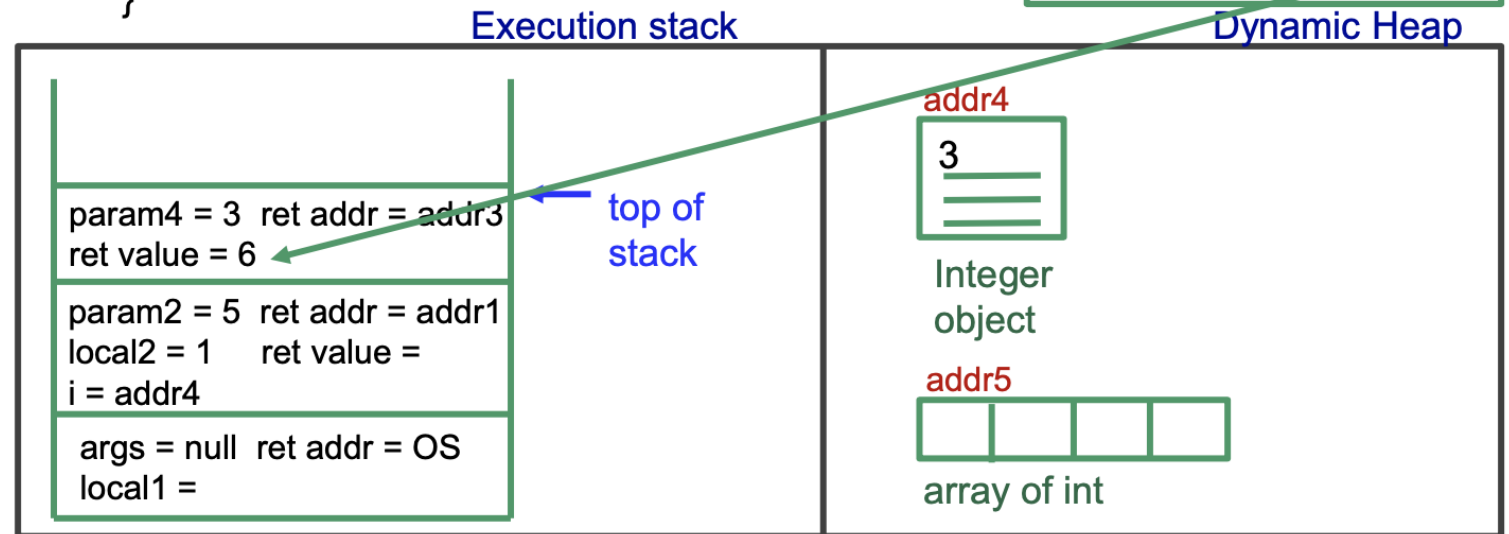 }
Execution stack
Dynamic Heap
param4 = 3 ret addr = addr3
ret value = 6
param2 = 5 ret addr = addr1
local2 = 1 ret value =
i = addr4
args = null ret addr = OS
local1 =
top of
stack
addr4
3
Integer
object
addr5
array of int